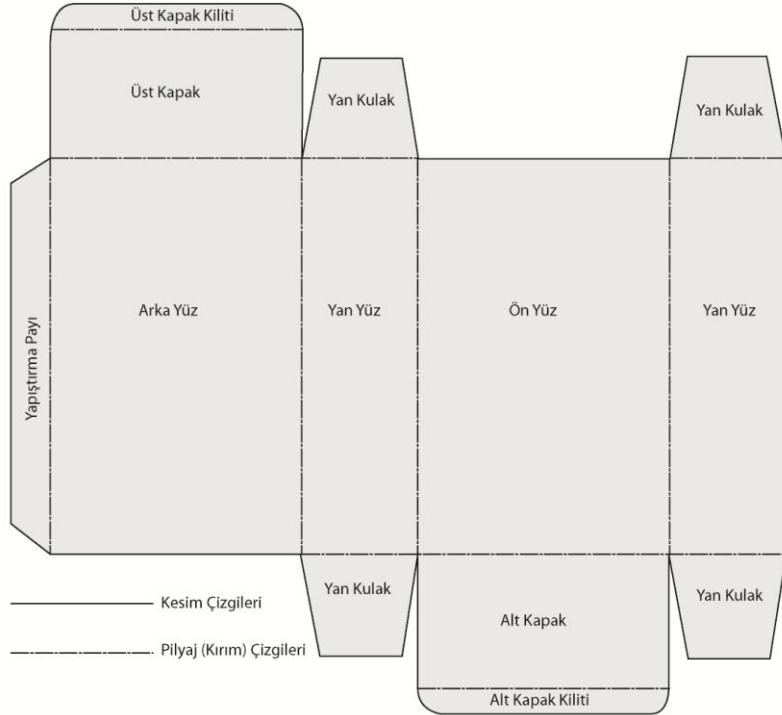 Üst Kapak Kiliti
Üst Kapak
Yan Kulak
Yan Kulak
Yapıştırma Payı
Arka Yüz
Yan Yüz
Ön Yüz
Yan Yüz
Yan Kulak
Alt Kapak
Yan Kulak
Alt Kapak Kiliti
Kesim Çizgileri
Pilyaj (Kırım) Çizgileri